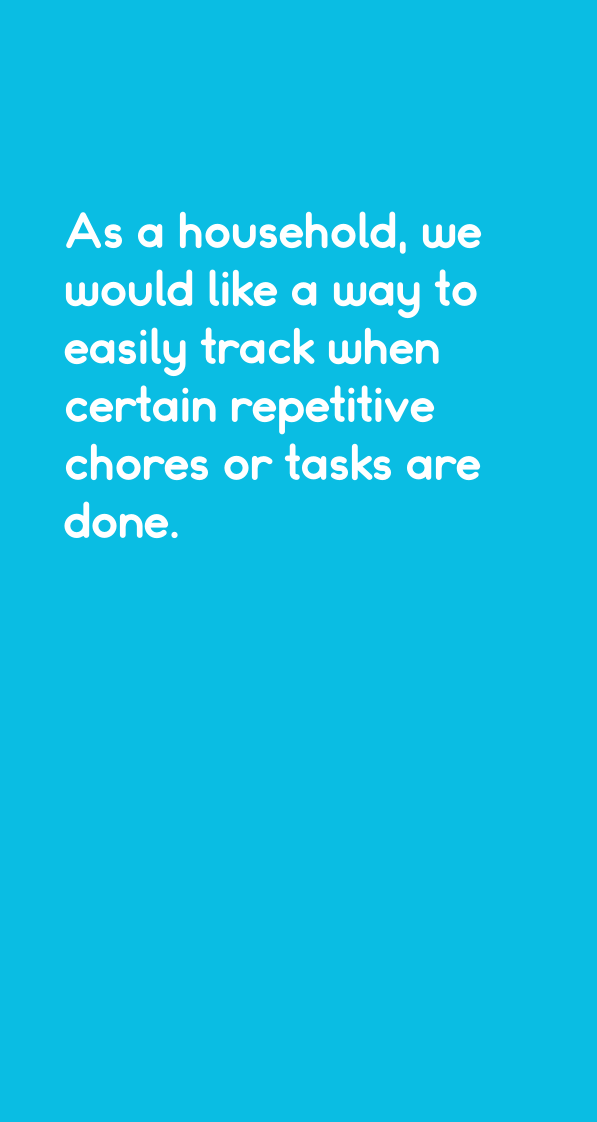 As a household, we
would like a way to
easily track when
certain repetitive
chores or tasks are
done.